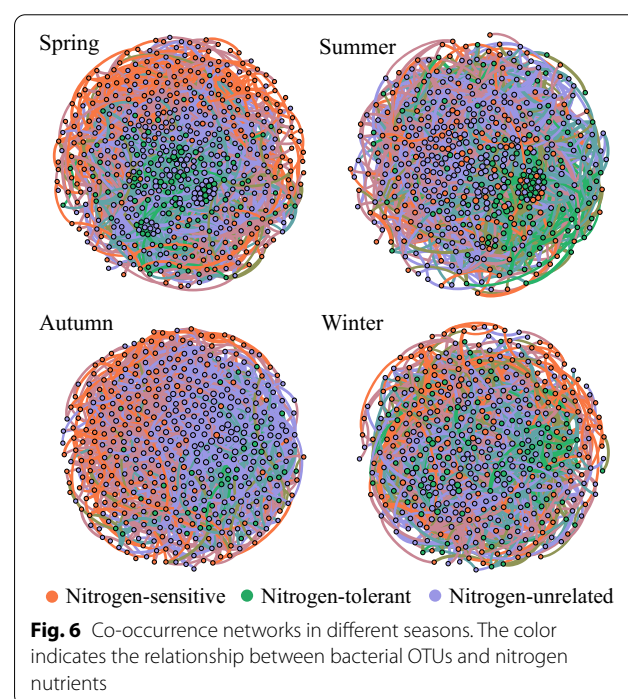 Spring Summer
Autumn Winter
Nitrogen-sensitive Nitrogen-tolerant Nitrogen-unrelated
Fig. 6 Co-occurrence networks in different seasons. The color
indicates the relationship between bacterial OTUs and nitrogen
nutrients